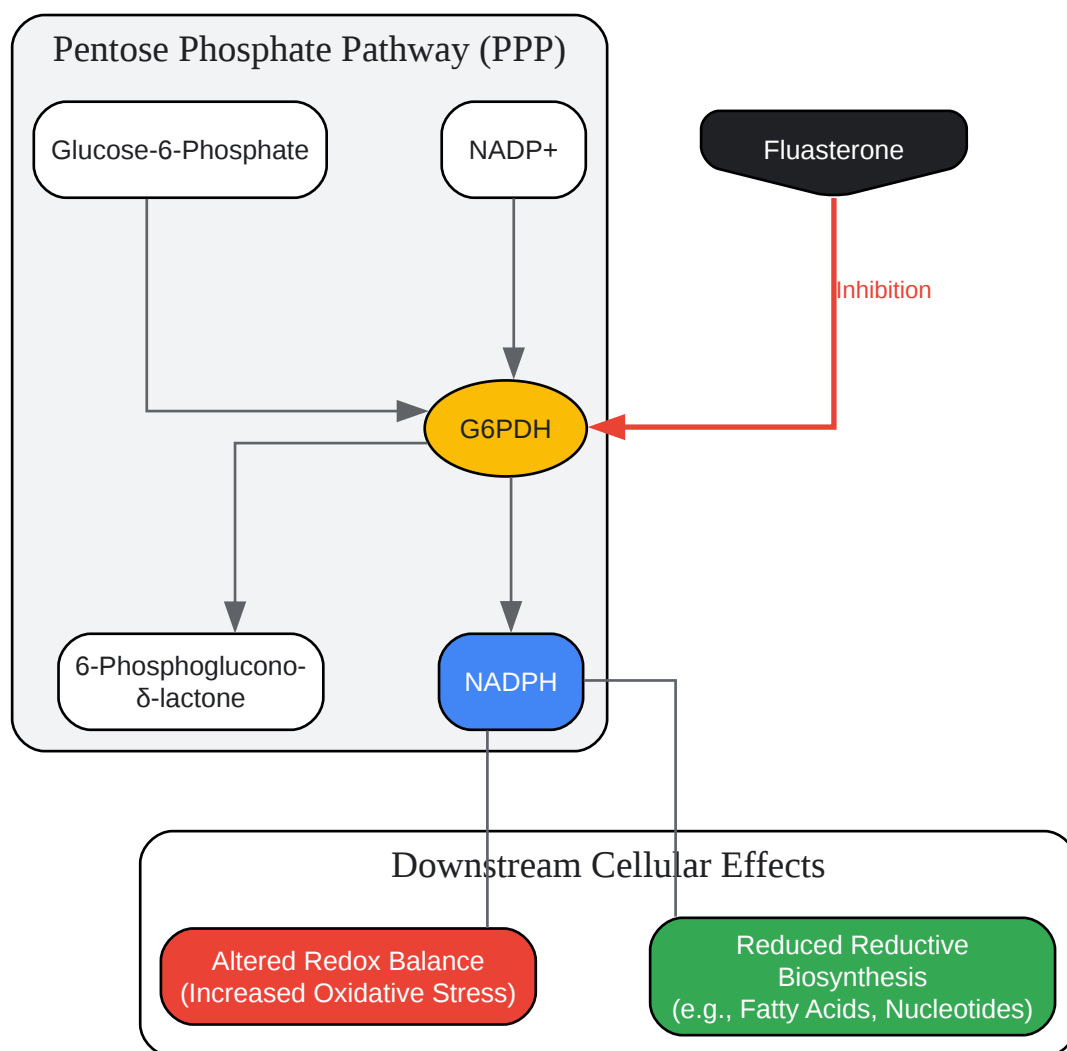 Pentose Phosphate Pathway (PPP)
Glucose-6-Phosphate
NADP+
Fluasterone
Inhibition
G6PDH
6-Phosphoglucono-
δ-lactone
NADPH
Downstream Cellular Effects
Altered Redox Balance
(Increased Oxidative Stress)
Reduced Reductive
Biosynthesis
(e.g., Fatty Acids, Nucleotides)